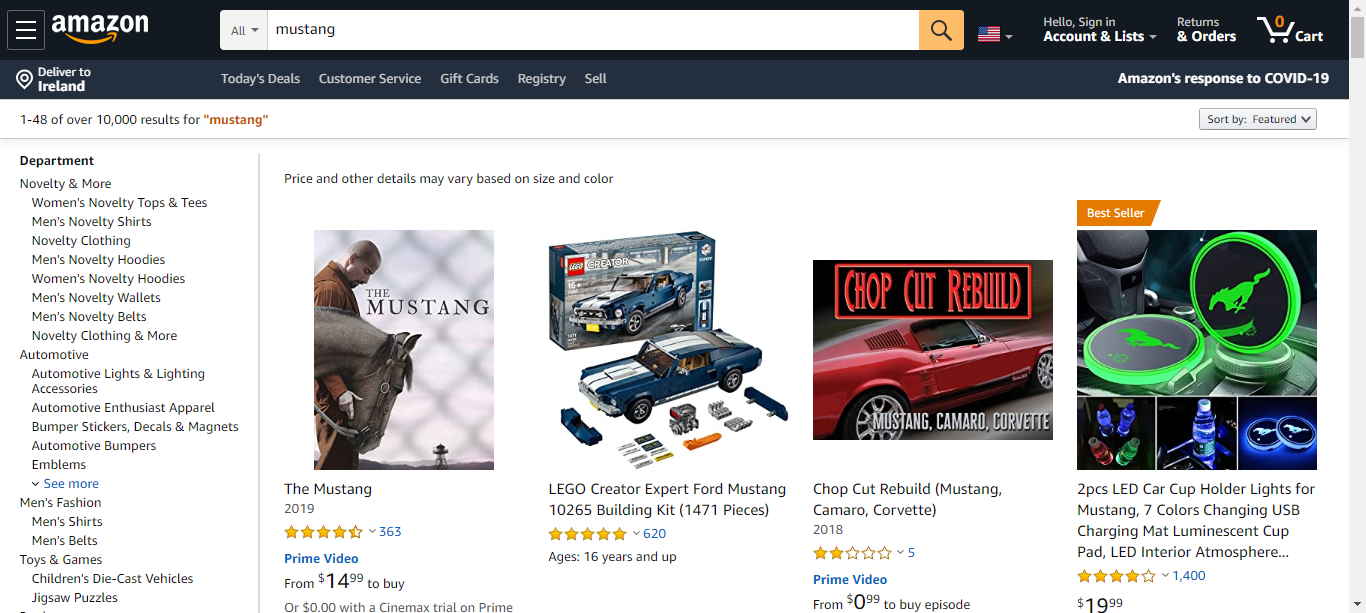 amazon
All
mustang
Hello, Sign in
Account & Lists
Returns
& Orders
0
Cart
Deliver to
Ireland
Today's Deals
Customer Service
Gift Cards
Registry
Sell
Amazon's response to COVID-19
1-48 of over 10,000 results for "mustang"
Sort by: Featured
Department
Novelty & More
Women's Novelty Tops & Tees
Men's Novelty Shirts
Novelty Clothing
Men's Novelty Hoodies
Women's Novelty Hoodies
Men's Novelty Wallets
Men's Novelty Belts
Novelty Clothing & More
Automotive
Automotive Lights & Lighting
Accessories
Automotive Enthusiast Apparel
Bumper Stickers, Decals & Magnets
Automotive Bumpers
Emblems
See more
Men's Fashion
Men's Shirts
Men's Belts
Toys & Games
Children's Die-Cast Vehicles
Jigsaw Puzzles
Price and other details may vary based on size and color
THE
MUSTANG
The Mustang
2019
363
Prime Video
From $14.99 to buy
Or $0.00 with a Cinemax trial on Prime
LEGO
CREATOR
16+
LEGO Creator Expert Ford Mustang
10265 Building Kit (1471 Pieces)
620
Ages: 16 years and up
CHOP CUT REBUILD
MUSTANG, CAMARO, CORVETTE
Chop Cut Rebuild (Mustang,
Camaro, Corvette)
2018
5
Prime Video
From $0.99 to buy episode
Best Seller
2pcs LED Car Cup Holder Lights for
Mustang, 7 Colors Changing USB
Charging Mat Luminescent Cup
Pad, LED Interior Atmosphere...
1,400
$19.99